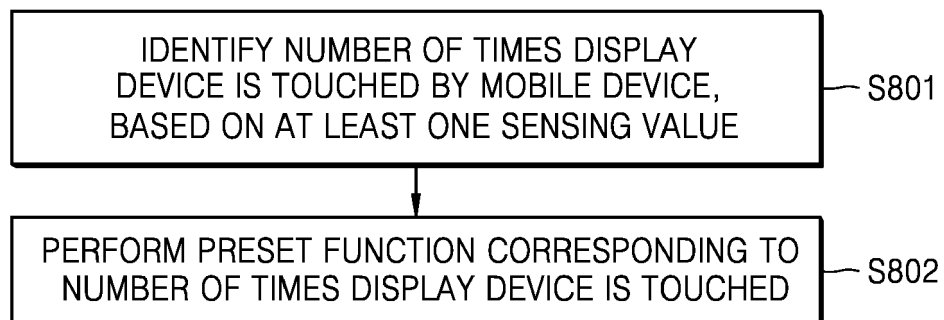 IDENTIFY NUMBER OF TIMES DISPLAY
DEVICE IS TOUCHED BY MOBILE DEVICE,
BASED ON AT LEAST ONE SENSING VALUE
S801
PERFORM PRESET FUNCTION CORRESPONDING TO
NUMBER OF TIMES DISPLAY DEVICE IS TOUCHED
S802